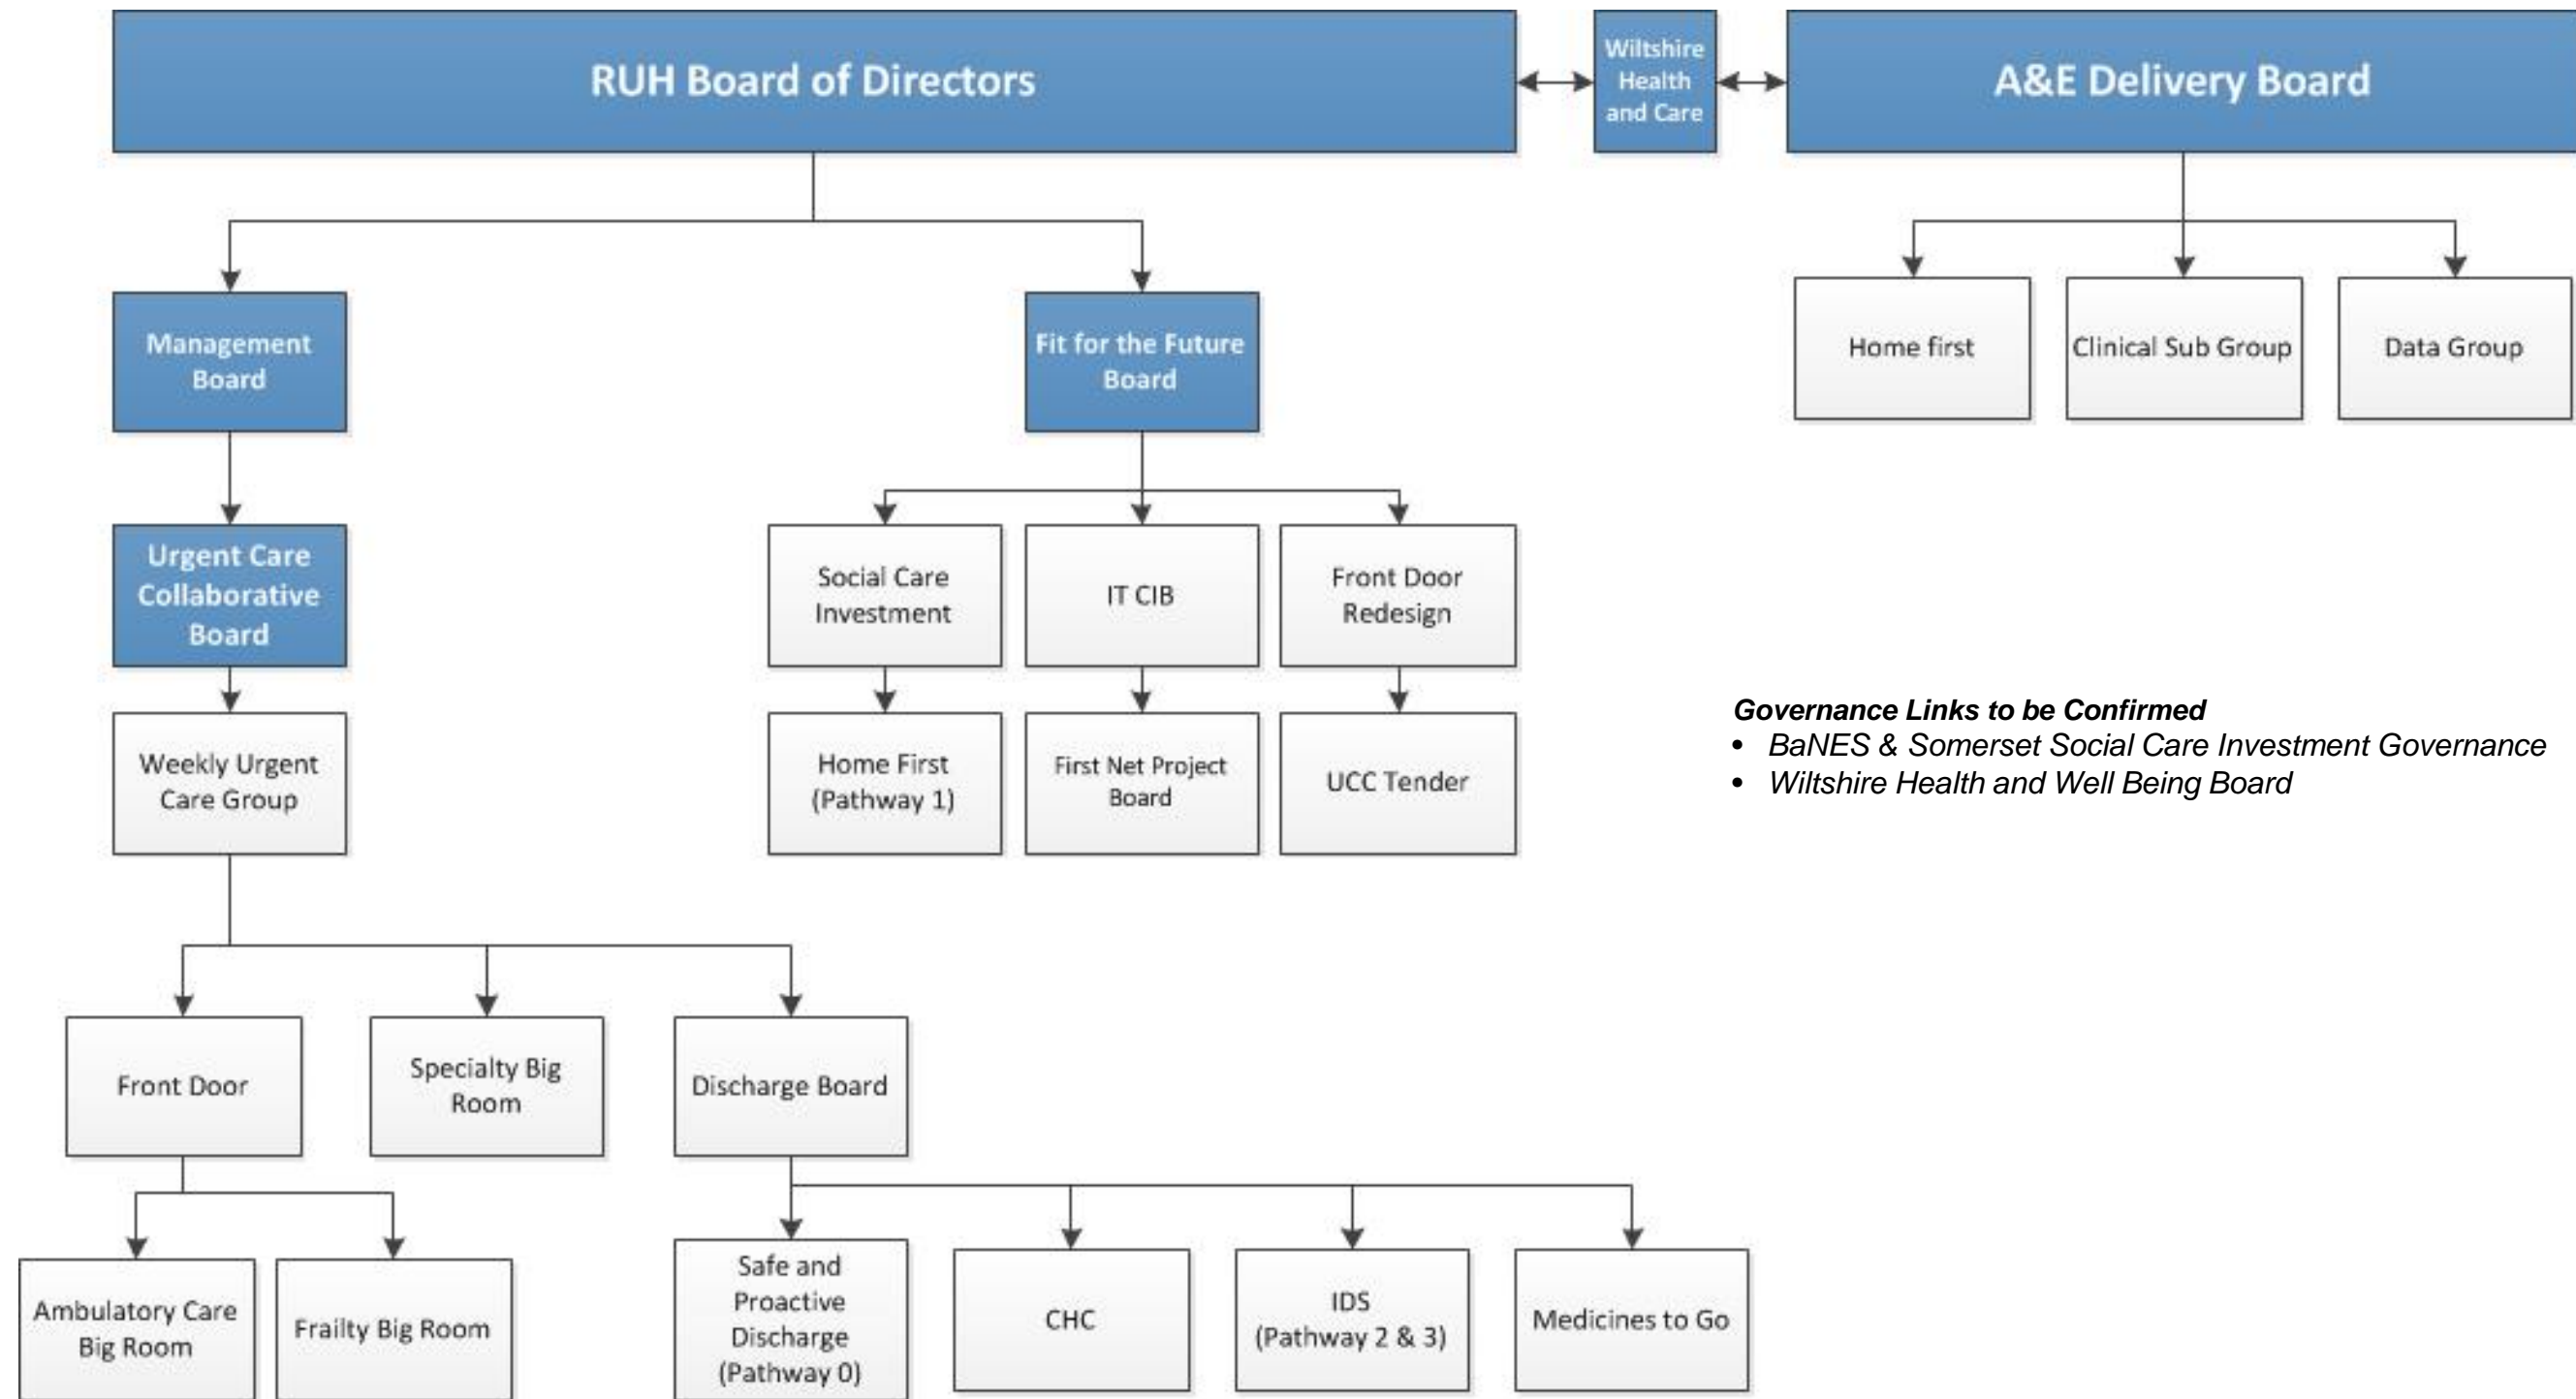 RUH Board of Directors
Wiltshire
Health
and Care
A&E Delivery Board
Management
Board
Fit for the Future
Board
Home first
Clinical Sub Group
Data Group
Urgent Care
Collaborative
Board
Social Care
Investment
IT CIB
Front Door
Redesign
Weekly Urgent
Care Group
Home First
(Pathway 1)
First Net Project
Board
UCC Tender
Governance Links to be Confirmed
• BaNES & Somerset Social Care Investment Governance
• Wiltshire Health and Well Being Board
Front Door
Specialty Big
Room
Discharge Board
Ambulatory Care
Big Room
Frailty Big Room
Safe and
Proactive
Discharge
(Pathway 0)
CHC
IDS
(Pathway 2 & 3)
Medicines to Go